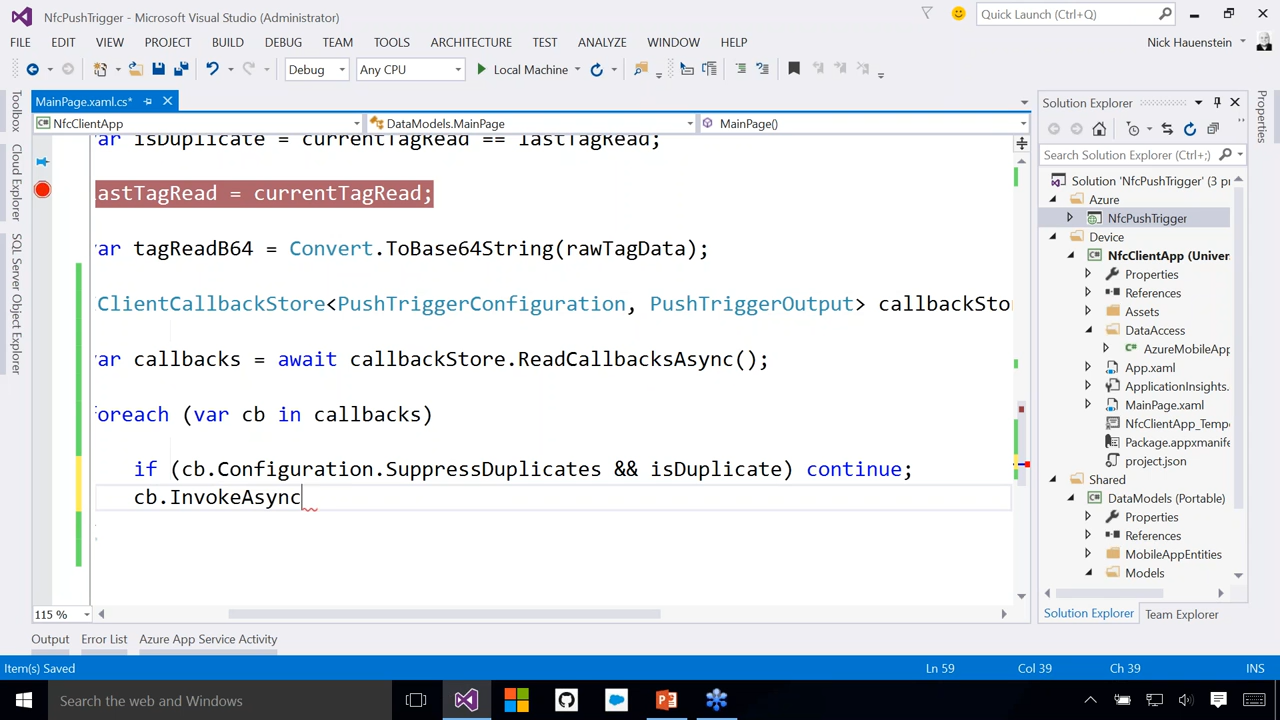 NfcPushTrigger - Microsoft Visual Studio (Administrator)
Quick Launch (Ctrl+Q)
FILE EDIT VIEW PROJECT BUILD DEBUG TEAM TOOLS ARCHITECTURE TEST ANALYZE WINDOW HELP
Nick Hauenstein
Debug Any CPU Local Machine
MainPage.xaml.cs*
NfcClientApp DataModels.MainPage MainPage()
Toolbox
Cloud Explorer
SQL Server Object Explorer
ar isDuplicate = currentTagRead == lastTagRead;
astTagRead = currentTagRead;
ar tagReadB64 = Convert.ToBase64String(rawTagData);
ClientCallbackStore<PushTriggerConfiguration, PushTriggerOutput> callbackSto
ar callbacks = await callbackStore.ReadCallbacksAsync();
foreach (var cb in callbacks)
if (cb.Configuration.SuppressDuplicates && isDuplicate) continue;
cb.InvokeAsync
115 %
Solution Explorer
Search Solution Explorer (Ctrl+;)
Solution 'NfcPushTrigger' (3 pr
Azure
NfcPushTrigger
Device
NfcClientApp (Univer
Properties
References
Assets
DataAccess
AzureMobileApp
App.xaml
ApplicationInsights.
MainPage.xaml
NfcClientApp_Tempo
Package.appxmanife
project.json
Shared
DataModels (Portable)
Properties
References
MobileAppEntities
Models
Solution Explorer Team Explorer
Properties
Output Error List Azure App Service Activity
Item(s) Saved Ln 59 Col 39 Ch 39 INS
Search the web and Windows